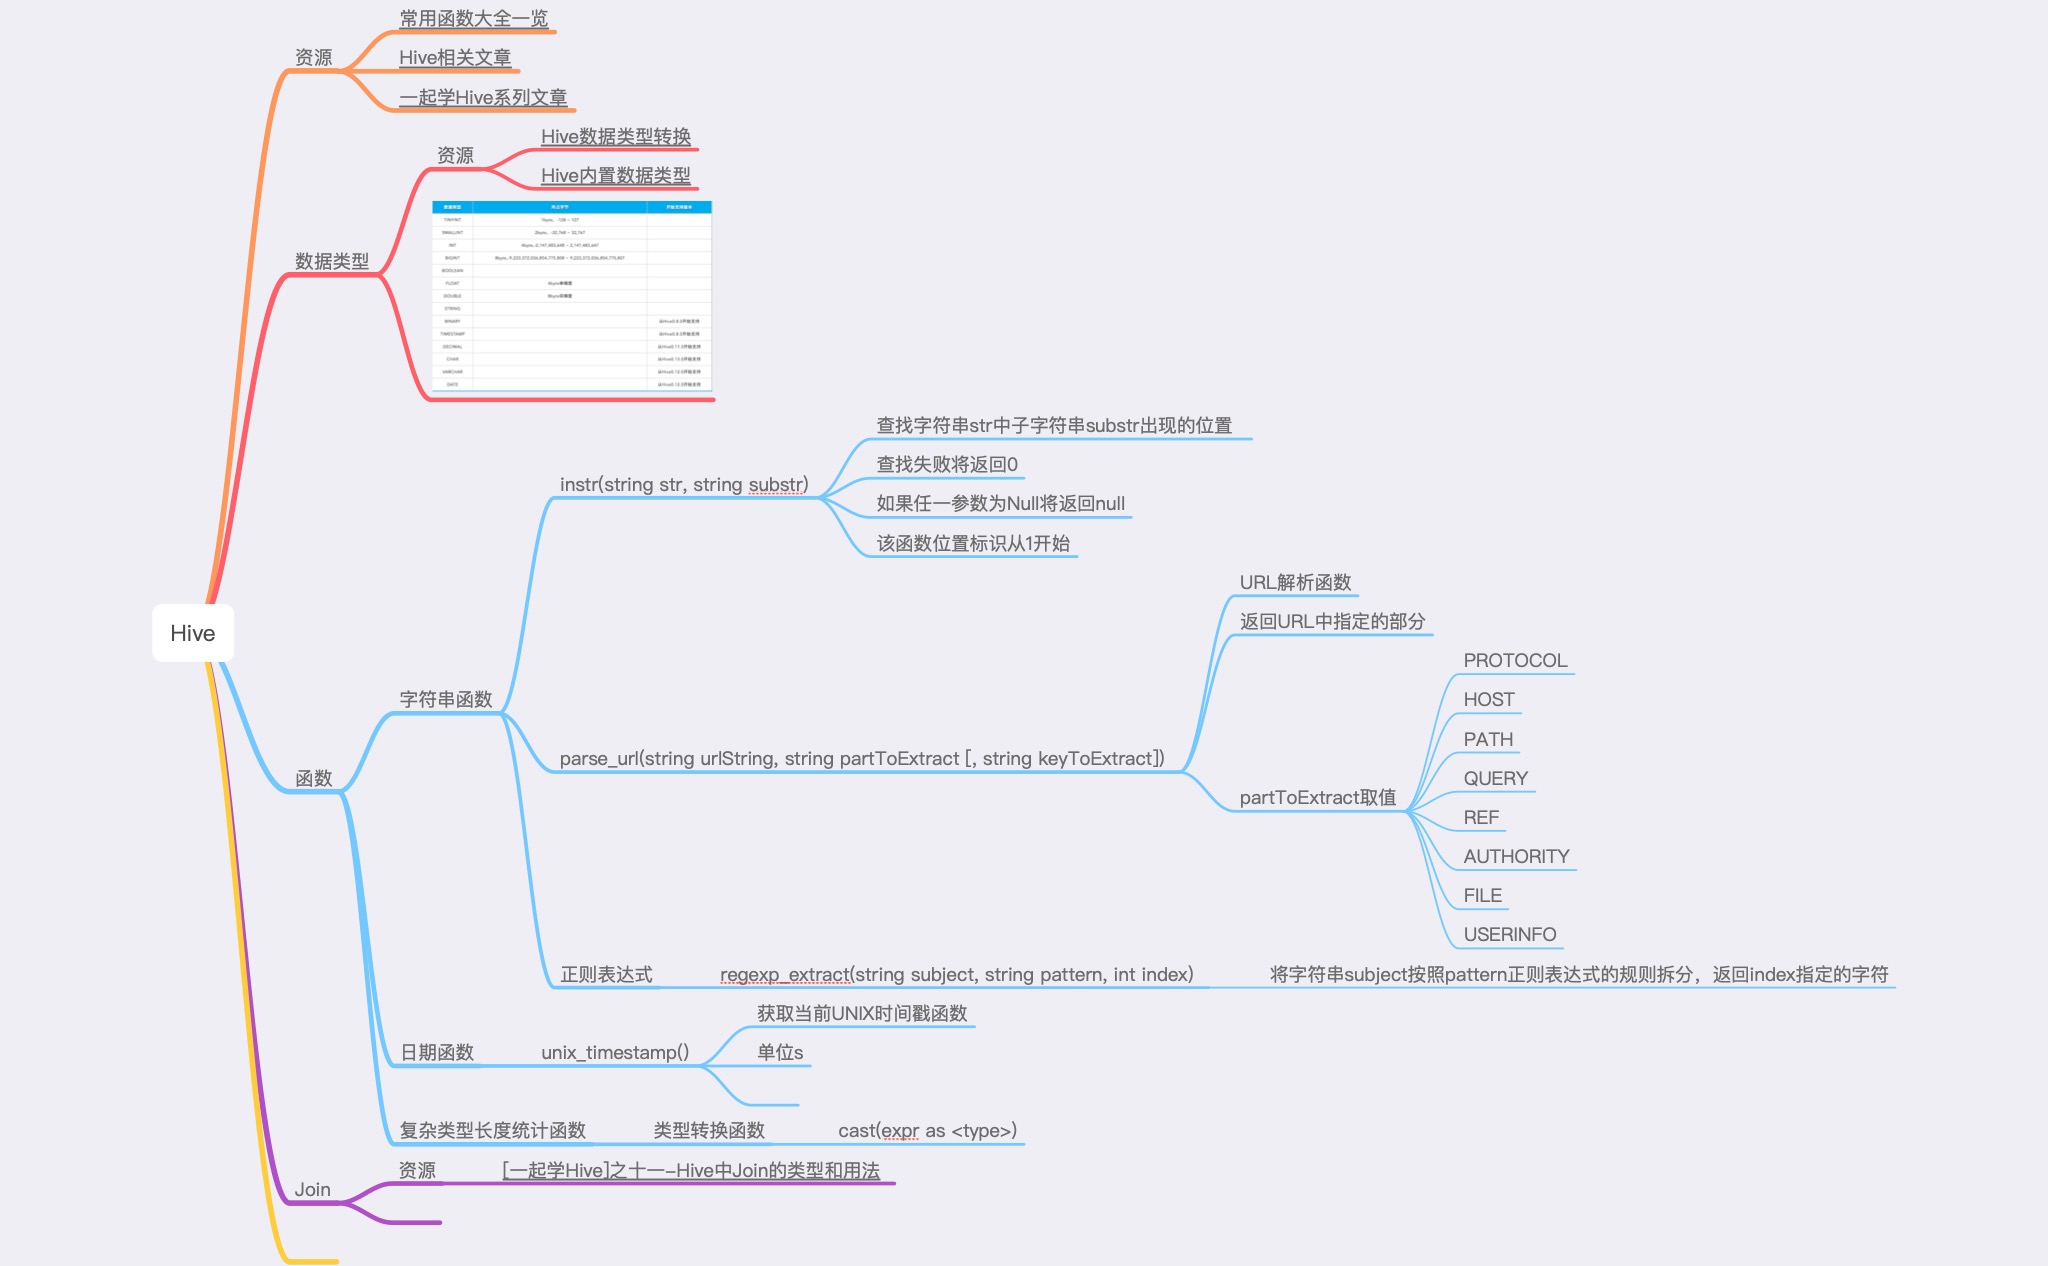 常用函数大全一览
资源
Hive相关文章
一起学Hive系列文章
Hive数据类型转换
资源
Hive内置数据类型
数据类型
TINYINT
SMALLINT
INT
BIGINT
BOOLEAN
FLOAT
DOUBLE
STRING
BINARY
TIMESTAMP
DECIMAL
CHAR
VARCHAR
DATE
查找字符串str中子字符串substr出现的位置
查找失败将返回0
instr(string str, string substr)
如果任一参数为Null将返回null
该函数位置标识从1开始
URL解析函数
返回URL中指定的部分
Hive
PROTOCOL
HOST
字符串函数
PATH
parse_url(string urlString, string partToExtract [, string keyToExtract])
函数
QUERY
partToExtract取值
REF
AUTHORITY
FILE
USERINFO
正则表达式 regexp_extract(string subject, string pattern, int index) 将字符串subject按照pattern正则表达式的规则拆分，返回index指定的字符
获取当前UNIX时间戳函数
日期函数 unix_timestamp() 单位s
复杂类型长度统计函数 类型转换函数 cast(expr as <type>)
资源 [一起学Hive]之十一-Hive中Join的类型和用法
Join